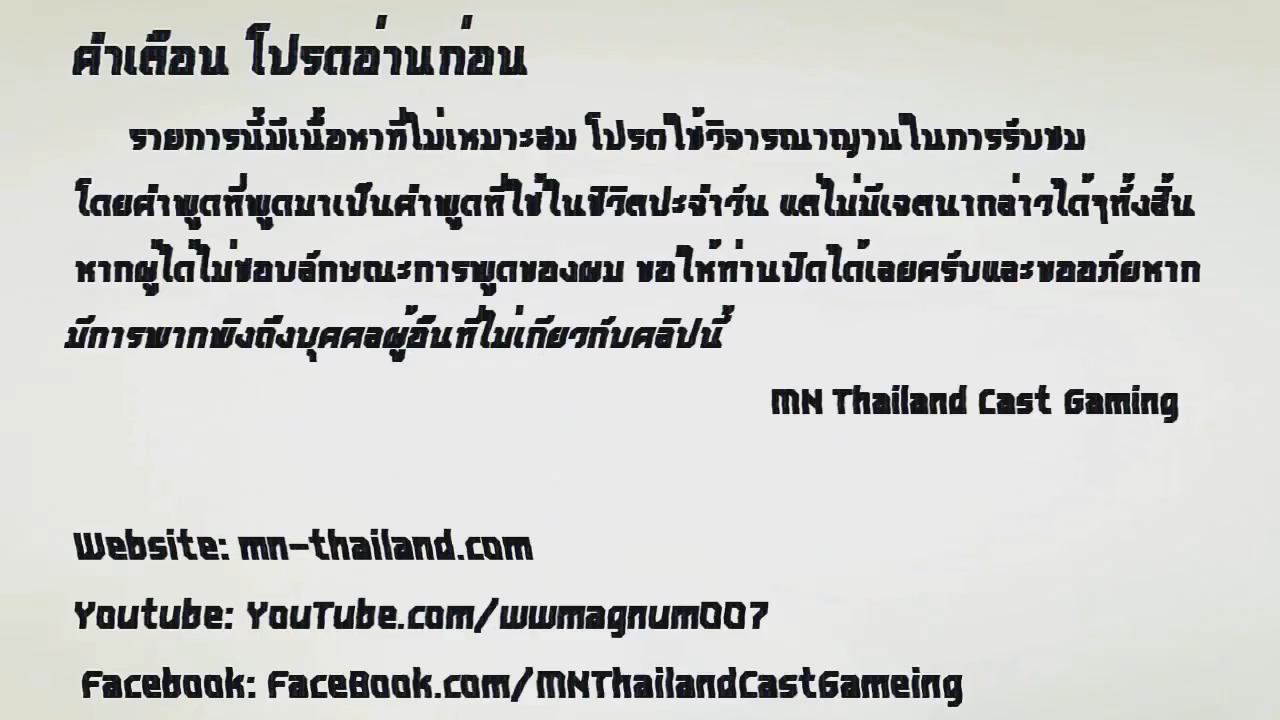 คำเตือน โปรดอ่านก่อน
รายการนี้มีเนื้อหาที่ไม่เหมาะสม โปรดใช้วิจารณาญานในการรับชม
โดยคำพูดที่พูดมาเป็นคำพูดที่ใช้ในชีวิตปะจำวัน แต่ไม่มีเจตนากล่าวได้ๆทั้งสิ้น
หากผู้ได้ไม่ชอบลักษณะการพูดของผม ขอให้ท่านปิดได้เลยครับและขออภัยหาก
มีการพากพิงถึงบุคคลผู้อื่นที่ไม่เกี่ยวกับคลิปนี้
MN Thailand Cast Gaming
Website: mn-thailand.com
Youtube: YouTube.com/wwmagnum007
Facebook: FaceBook.com/MNThailandCastGameing